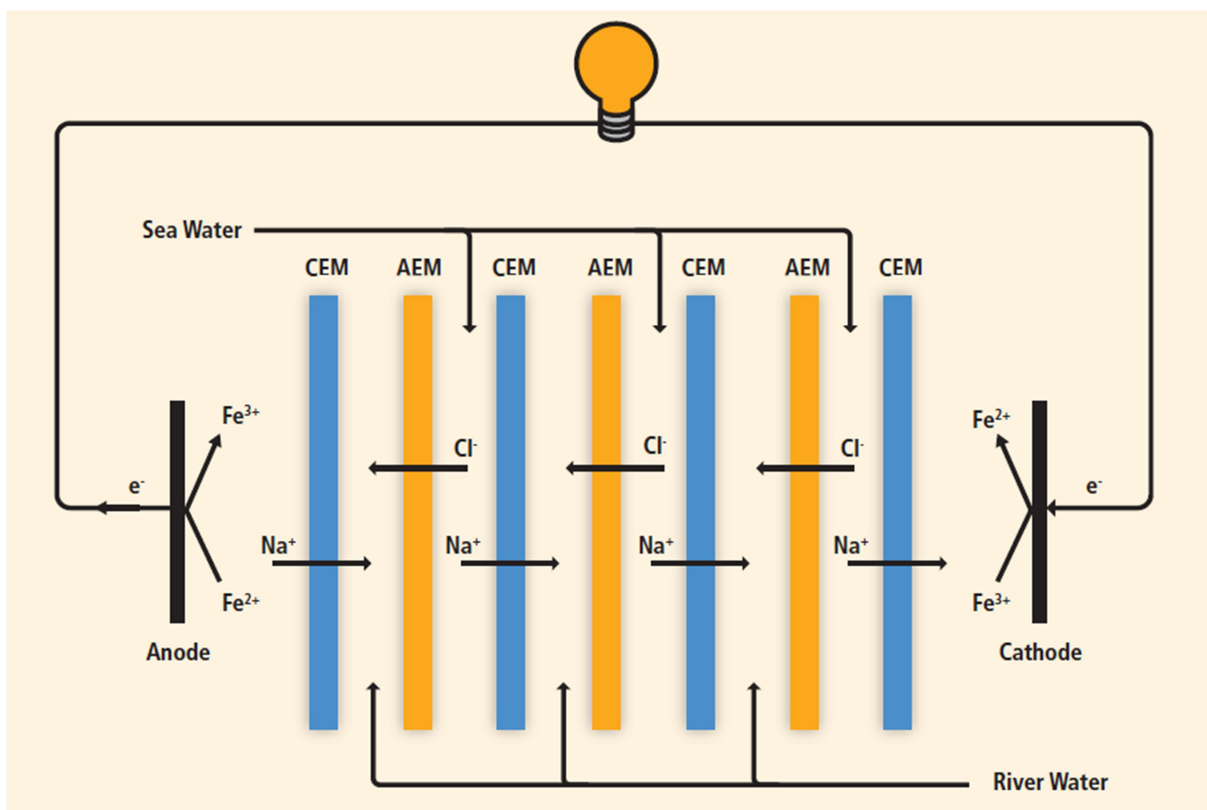 Sea Water
CEM AEM CEM AEM CEM AEM CEM
Fe³⁺ Fe²⁺
Cl⁻ Cl⁻ Cl⁻
e⁻ e⁻
Na⁺ Na⁺ Na⁺ Na⁺
Fe²⁺ Fe³⁺
Anode Cathode
River Water